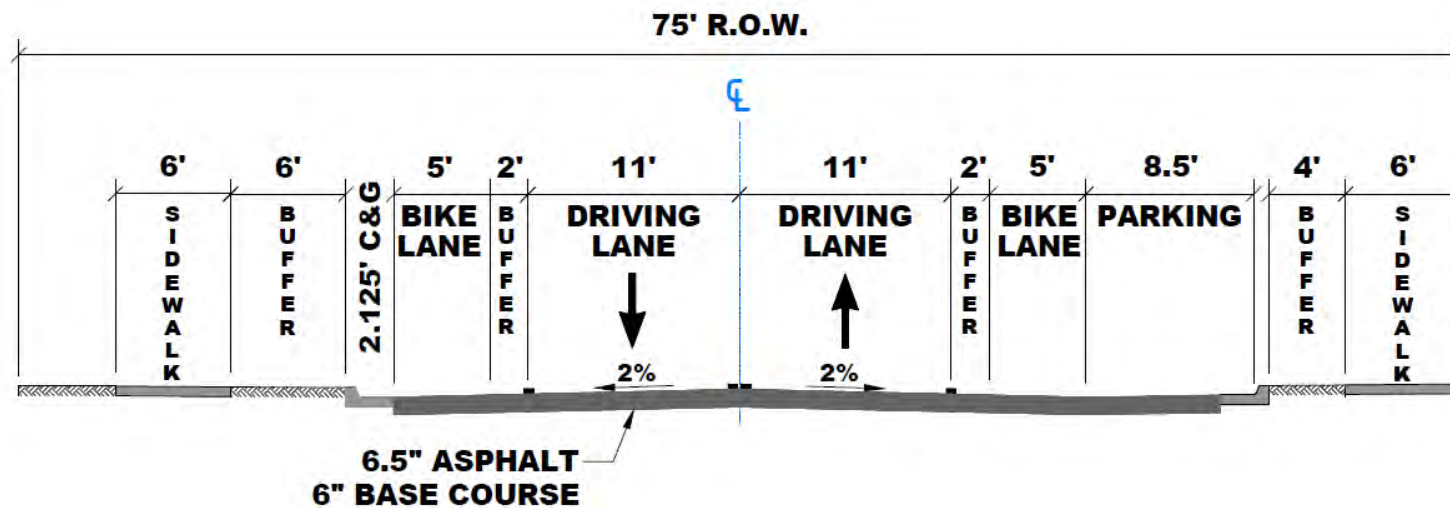 75' R.O.W.
℄
6' 6' 5' 2' 11' 11' 2' 5' 8.5' 4' 6'
SIDEWALK
BUFFER
2.125' C&G
BIKE
LANE
BUFFER
DRIVING
LANE
DRIVING
LANE
BUFFER
BIKE
LANE
PARKING
BUFFER
SIDEWALK
2% 2%
6.5" ASPHALT
6" BASE COURSE